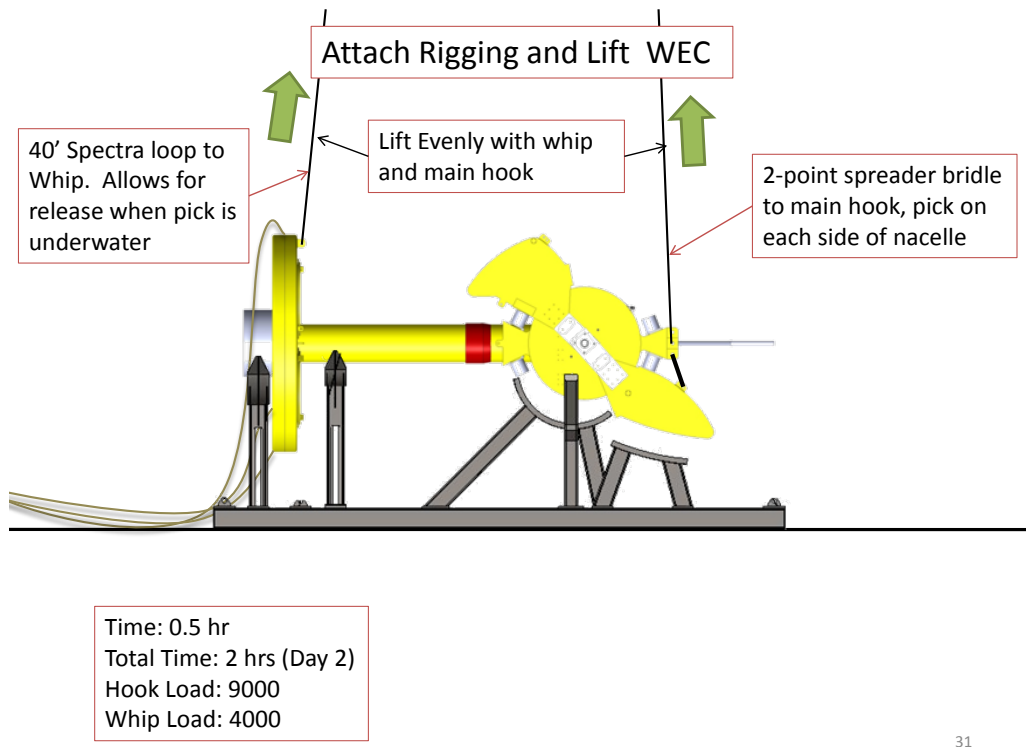 Attach Rigging and Lift WEC
40’ Spectra loop to
Whip. Allows for
release when pick is
underwater
Lift Evenly with whip
and main hook
2-point spreader bridle
to main hook, pick on
each side of nacelle
Time: 0.5 hr
Total Time: 2 hrs (Day 2)
Hook Load: 9000
Whip Load: 4000
31